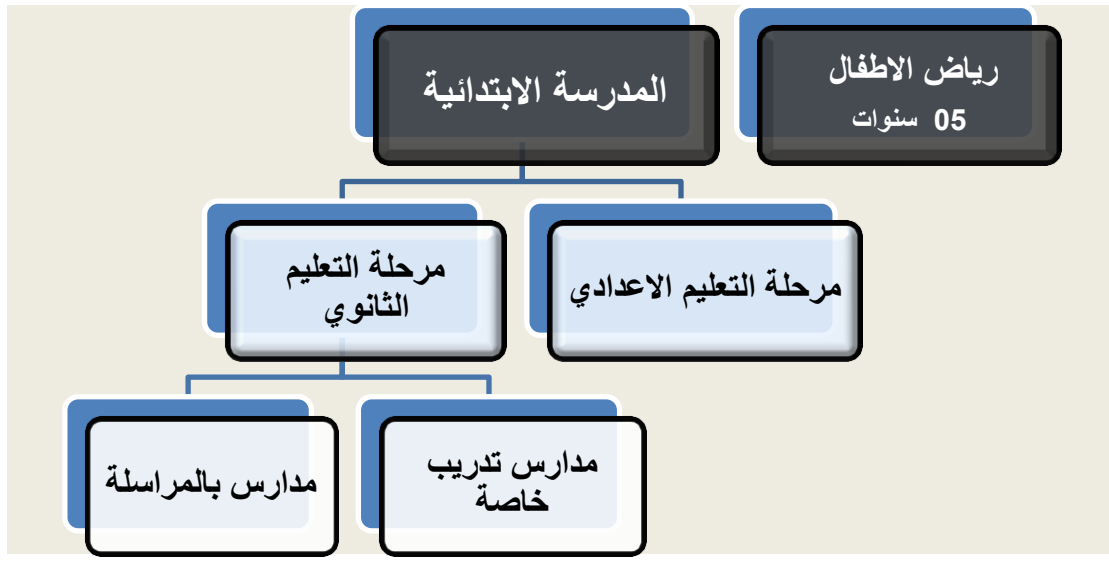 رياض الاطفال
05 سنوات
المدرسة الابتدائية
مرحلة التعليم الاعدادي
مرحلة التعليم
الثانوي
مدارس تدريب
خاصة
مدارس بالمراسلة